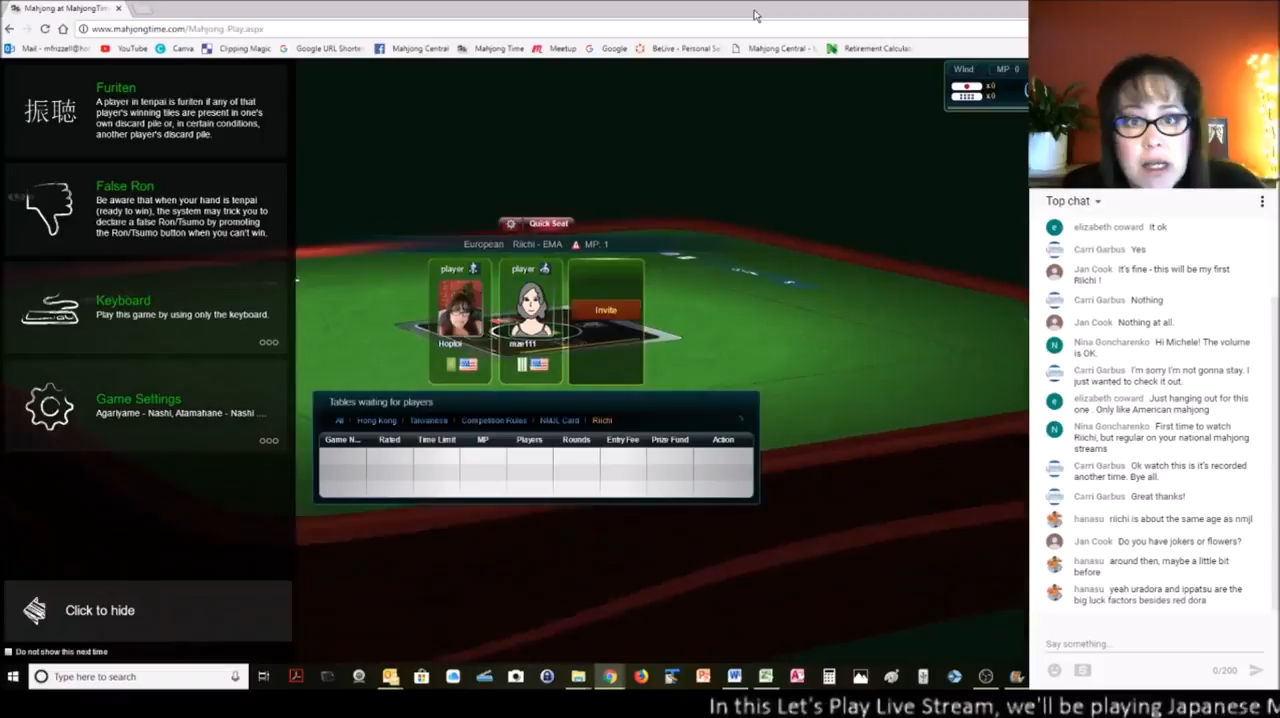 Mahjong at MahjongTim
www.mahjongtime.com/Mahjong-Play.aspx
Mail - mfrizzell@ho
YouTube
Canva
Clipping Magic
Google URL Shorte
Mahjong Central
Mahjong Time
Meetup
Google
BeLive - Personal Se
Mahjong Central -
Retirement Calcula
振聴
Furiten
A player in tenpai is furiten if any of that
player's winning tiles are present in one's
own discard pile or, in certain conditions,
another player's discard pile.
False Ron
Be aware that when your hand is tenpai
(ready to win), the system may trick you to
declare a false Ron/Tsumo by promoting
the Ron/Tsumo button when you can't win.
Keyboard
Play this game by using only the keyboard.
Game Settings
Agariyame - Nashi, Atamahane - Nashi ....
Click to hide
Do not show this next time
Wind MP: 0
x0
x0
Quick Seat
European Riichi - EMA MP: 1
player
Hoploi
player
mær111
Invite
Tables waiting for players
All Hong Kong Taiwanese Competition Rules NMJL Card Riichi
Game N... Rated Time Limit MP Players Rounds Entry Fee Prize Fund Action
Top chat
e elizabeth coward It ok
Carri Garbus Yes
Jan Cook It's fine - this will be my first
Riichi !
Carri Garbus Nothing
Jan Cook Nothing at all.
N Nina Goncharenko Hi Michele! The volume
is OK.
Carri Garbus I'm sorry I'm not gonna stay. I
just wanted to check it out.
e elizabeth coward Just hanging out for this
one . Only like American mahjong
N Nina Goncharenko First time to watch
Riichi, but regular on your national mahjong
streams
Carri Garbus Ok watch this is it's recorded
another time. Bye all.
Carri Garbus Great thanks!
hanasu riichi is about the same age as nmjl
Jan Cook Do you have jokers or flowers?
hanasu around then, maybe a little bit
before
hanasu yeah uradora and ippatsu are the
big luck factors besides red dora
Say something...
0/200
Type here to search
In this Let's Play Live Stream, we'll be playing Japanese M